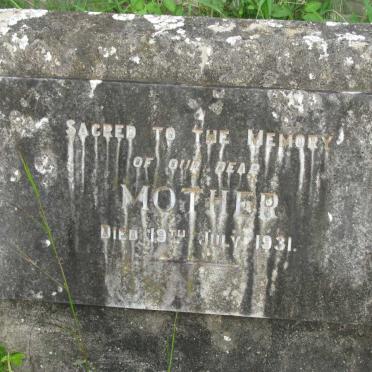 SACRED TO THE MEMORY
OF OUR DEAR
MOTHER
DIED 19TH JULY 1931.